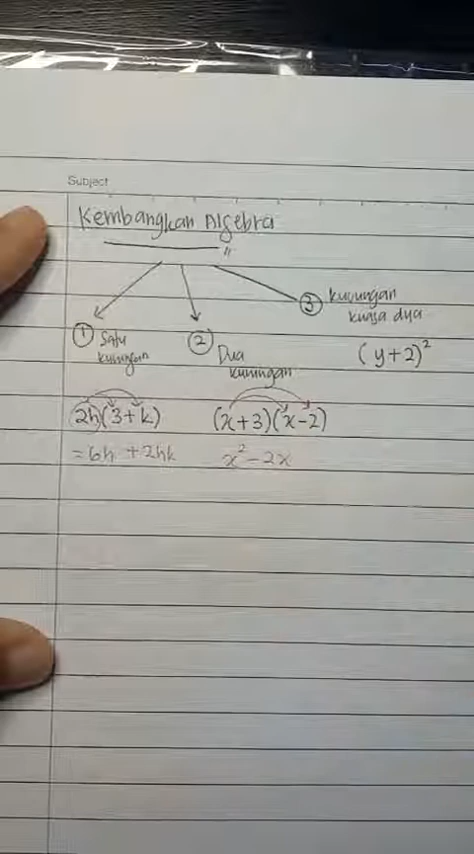 Subject
Kembangkan Algebra
① Satu kurungan
2h(3+k)
= 6h + 2hk
② Dua kurungan
(x+3)(x-2)
x² - 2x
③ kurungan kuasa dua
(y+2)²